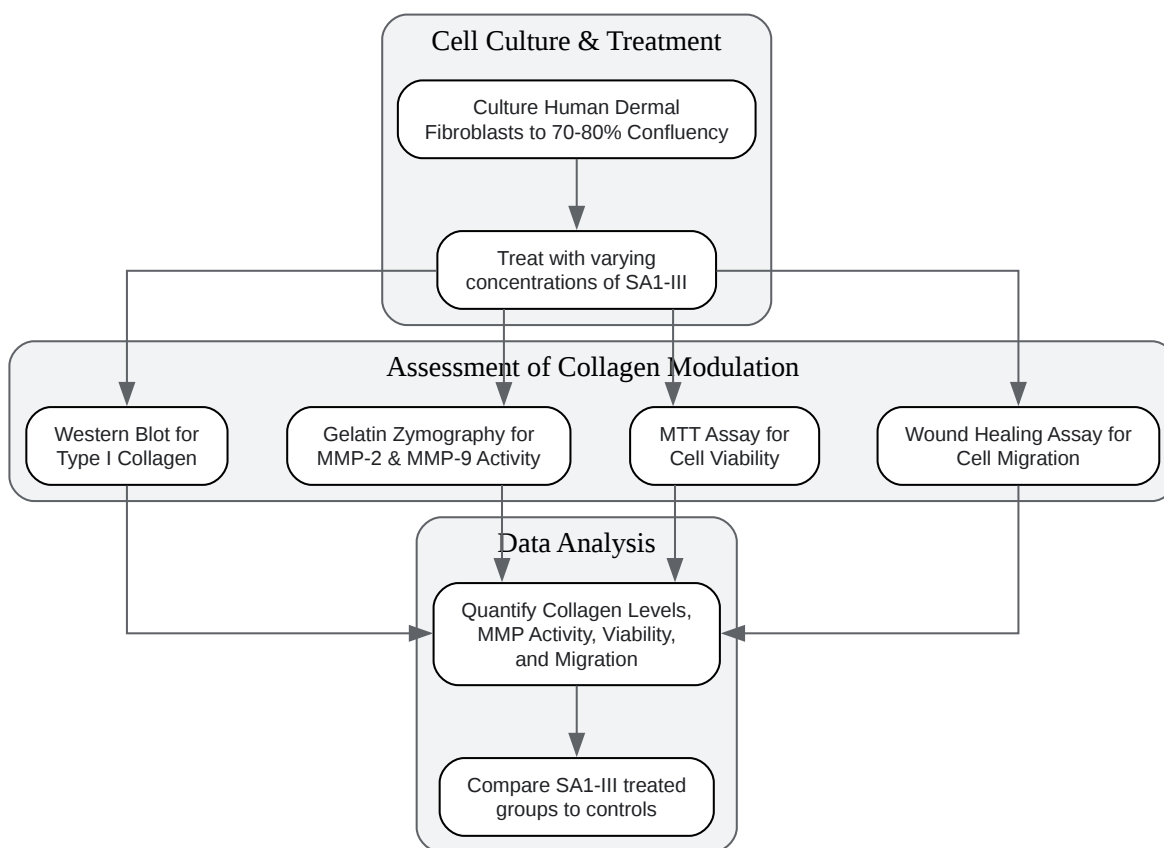 Cell Culture & Treatment
Culture Human Dermal
Fibroblasts to 70-80% Confluency
Treat with varying
concentrations of SA1-III
Assessment of Collagen Modulation
Western Blot for
Type I Collagen
Gelatin Zymography for
MMP-2 & MMP-9 Activity
MTT Assay for
Cell Viability
Wound Healing Assay for
Cell Migration
Data Analysis
Quantify Collagen Levels,
MMP Activity, Viability,
and Migration
Compare SA1-III treated
groups to controls